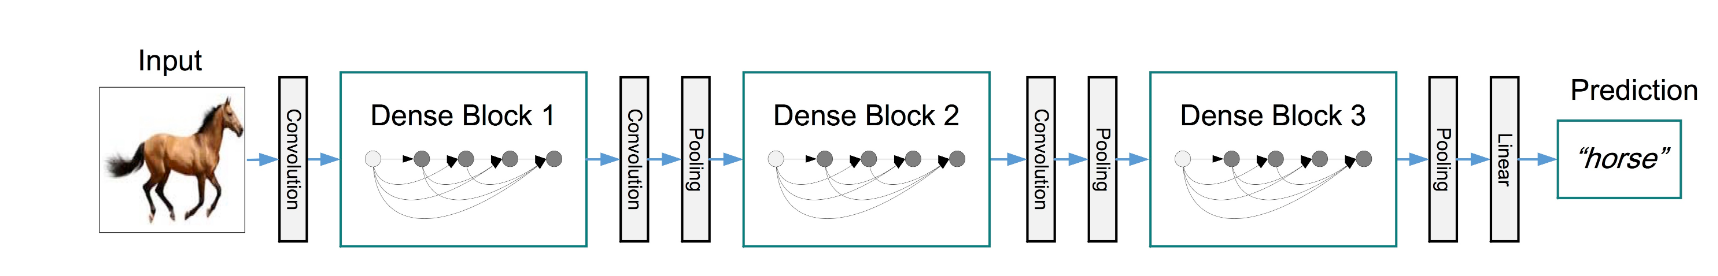 Input
Convolution
Dense Block 1
Convolution
Pooling
Dense Block 2
Convolution
Pooling
Dense Block 3
Pooling
Linear
Prediction
“horse”